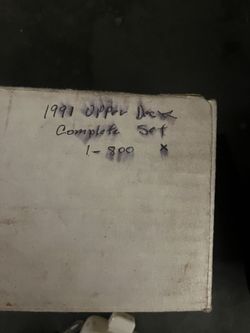 1991 Upper Deck
Complete Set
1-800 x